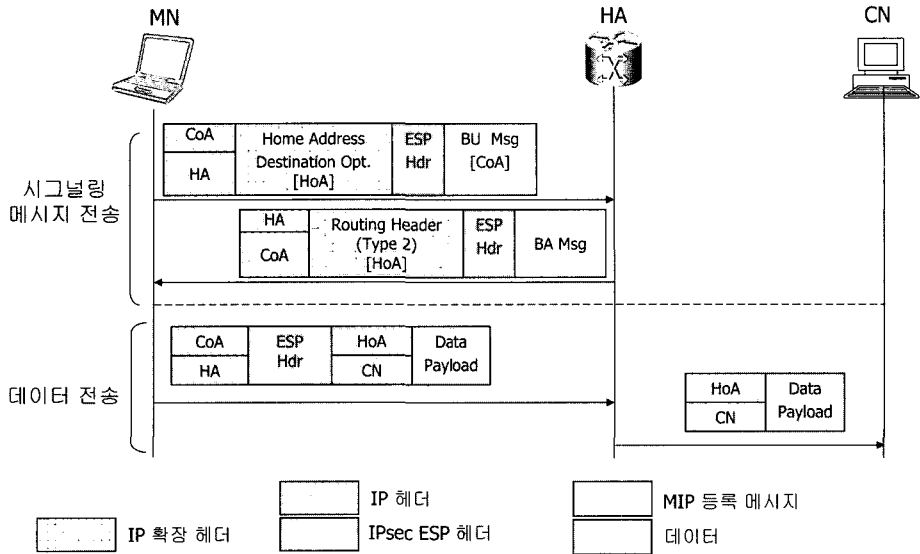 MN
HA
CN
CoA
HA
Home Address
Destination Opt.
[HoA]
ESP
Hdr
BU Msg
[CoA]
시그널링
메시지 전송
HA
CoA
Routing Header
(Type 2)
[HoA]
ESP
Hdr
BA Msg
CoA
HA
ESP
Hdr
HoA
CN
Data
Payload
데이터 전송
HoA
CN
Data
Payload
IP 헤더
MIP 등록 메시지
IP 확장 헤더
IPsec ESP 헤더
데이터